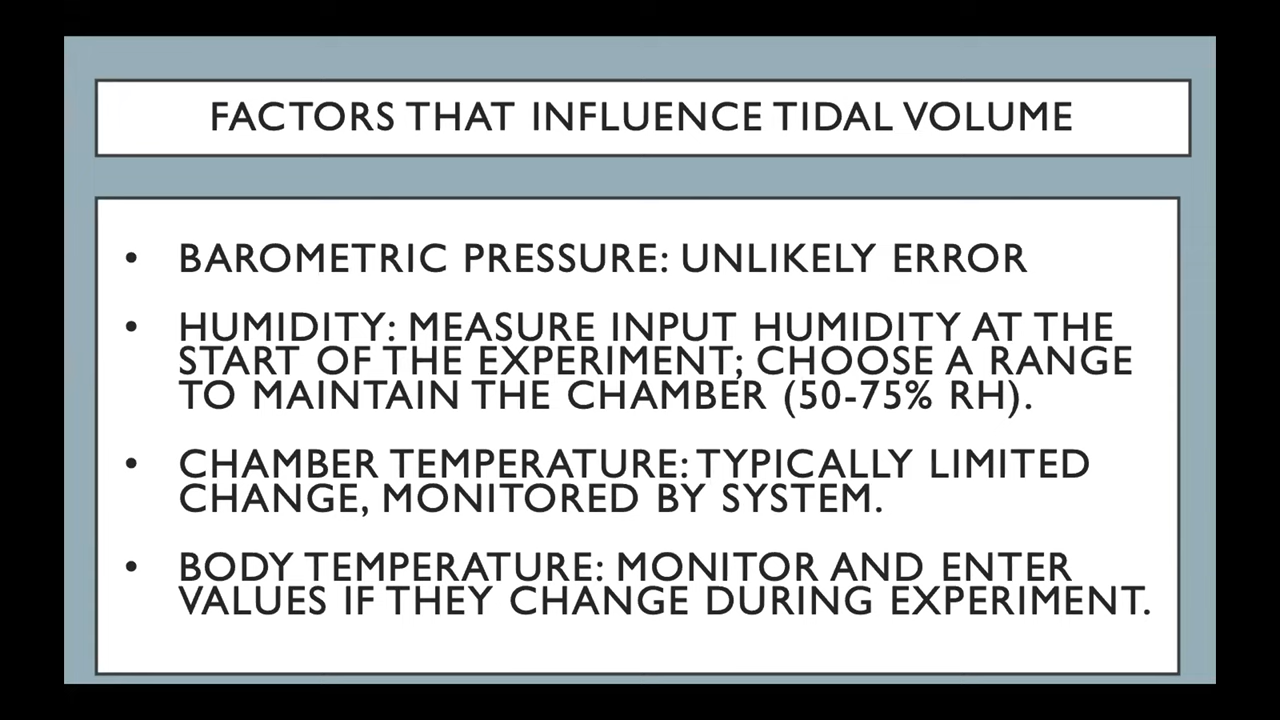 FACTORS THAT INFLUENCE TIDAL VOLUME
• BAROMETRIC PRESSURE: UNLIKELY ERROR
• HUMIDITY: MEASURE INPUT HUMIDITY AT THE
START OF THE EXPERIMENT; CHOOSE A RANGE
TO MAINTAIN THE CHAMBER (50-75% RH).
• CHAMBER TEMPERATURE: TYPICALLY LIMITED
CHANGE, MONITORED BY SYSTEM.
• BODY TEMPERATURE: MONITOR AND ENTER
VALUES IF THEY CHANGE DURING EXPERIMENT.